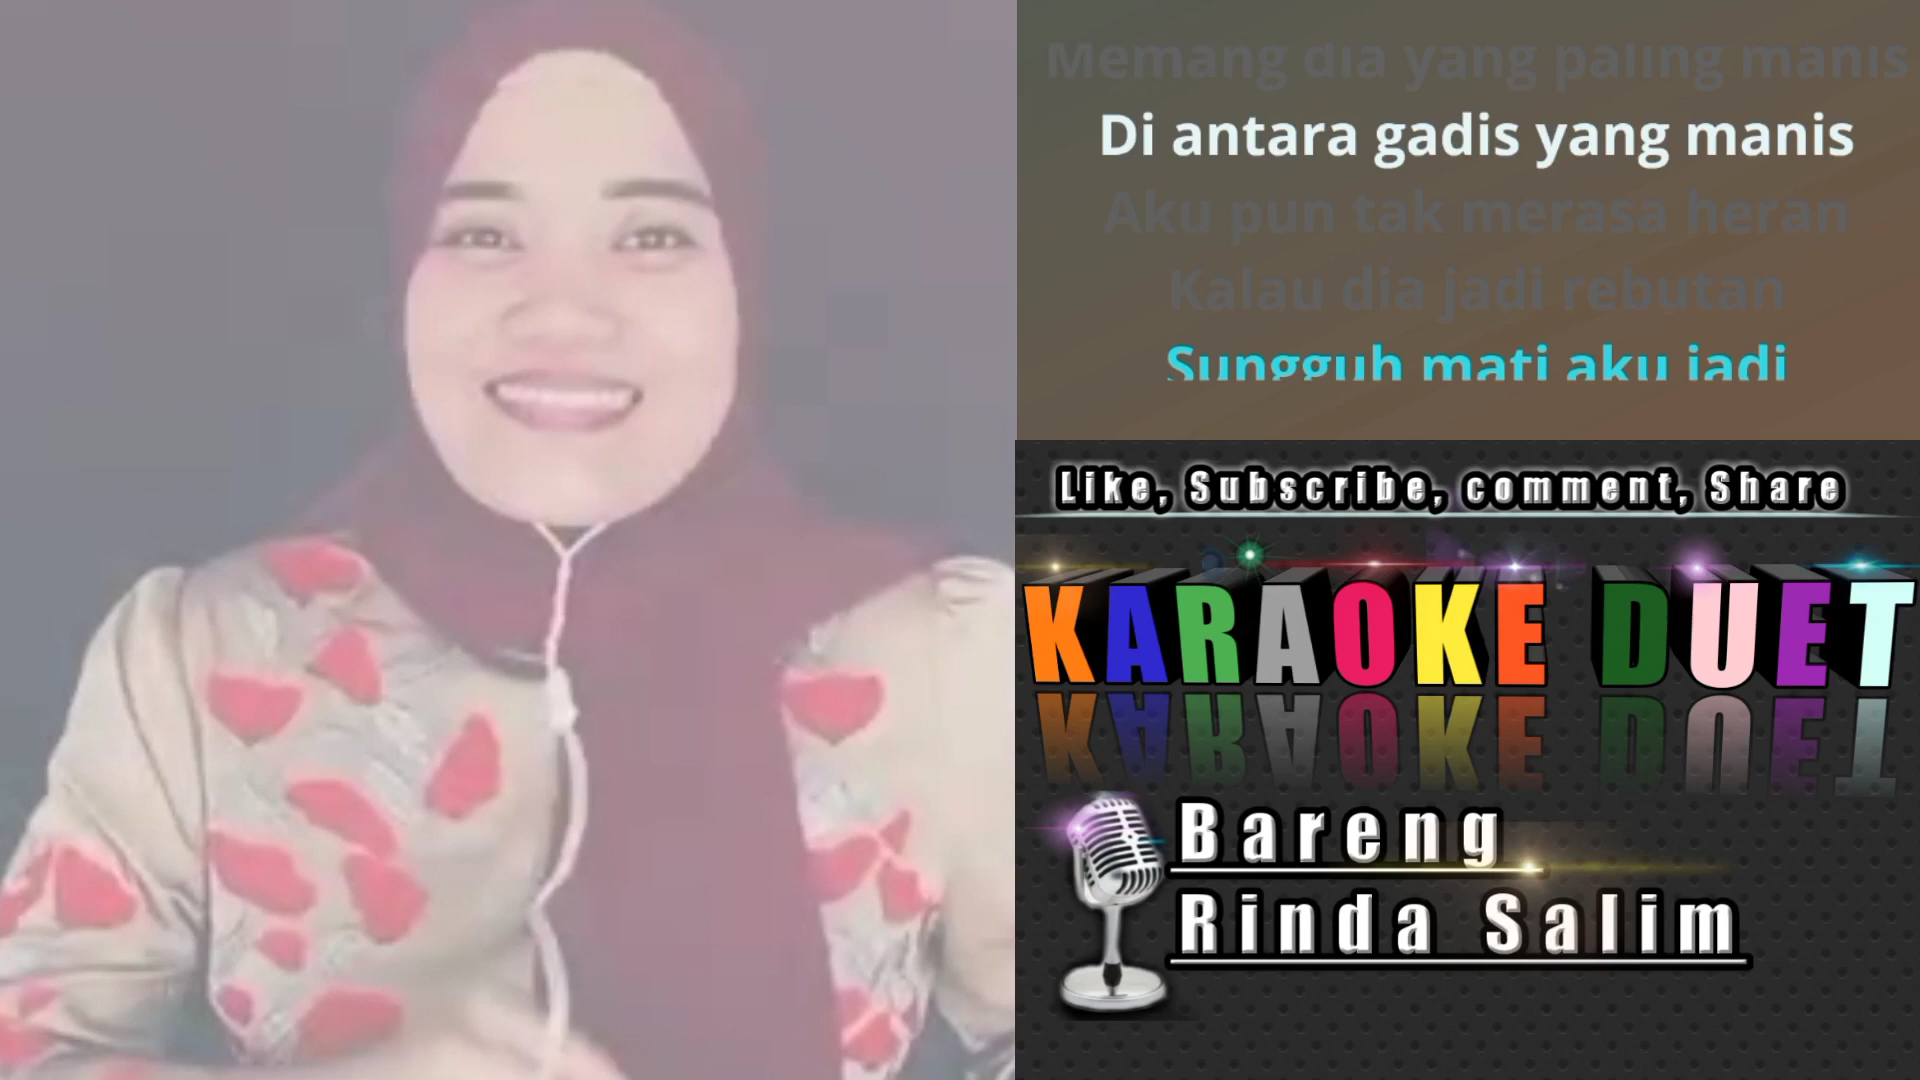 Memang dia yang paling manis
Di antara gadis yang manis
Aku pun tak merasa heran
Kalau dia jadi rebutan
Sungguh mati aku jadi
Like, Subscribe, comment, Share
KARAOKE DUET
Bareng
Rinda Salim